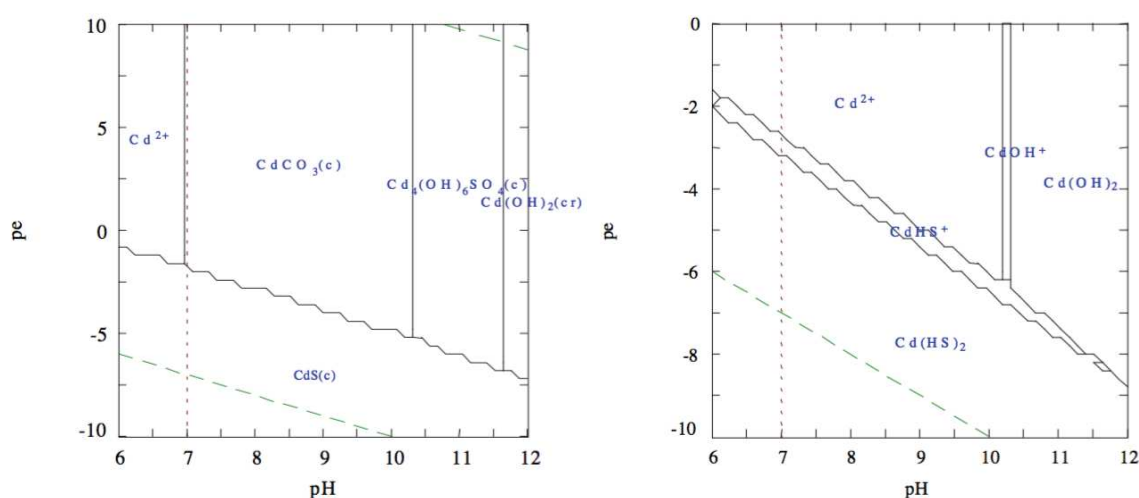 10
5
0
-5
-10
pe
Cd²⁺
CdCO₃(c)
Cd₄(OH)₆SO₄(c)
Cd(OH)₂(cr)
CdS(c)
6 7 8 9 10 11 12
pH
0
-2
-4
-6
-8
-10
pe
Cd²⁺
CdOH⁺
Cd(OH)₂
CdHS⁺
Cd(HS)₂
6 7 8 9 10 11 12
pH